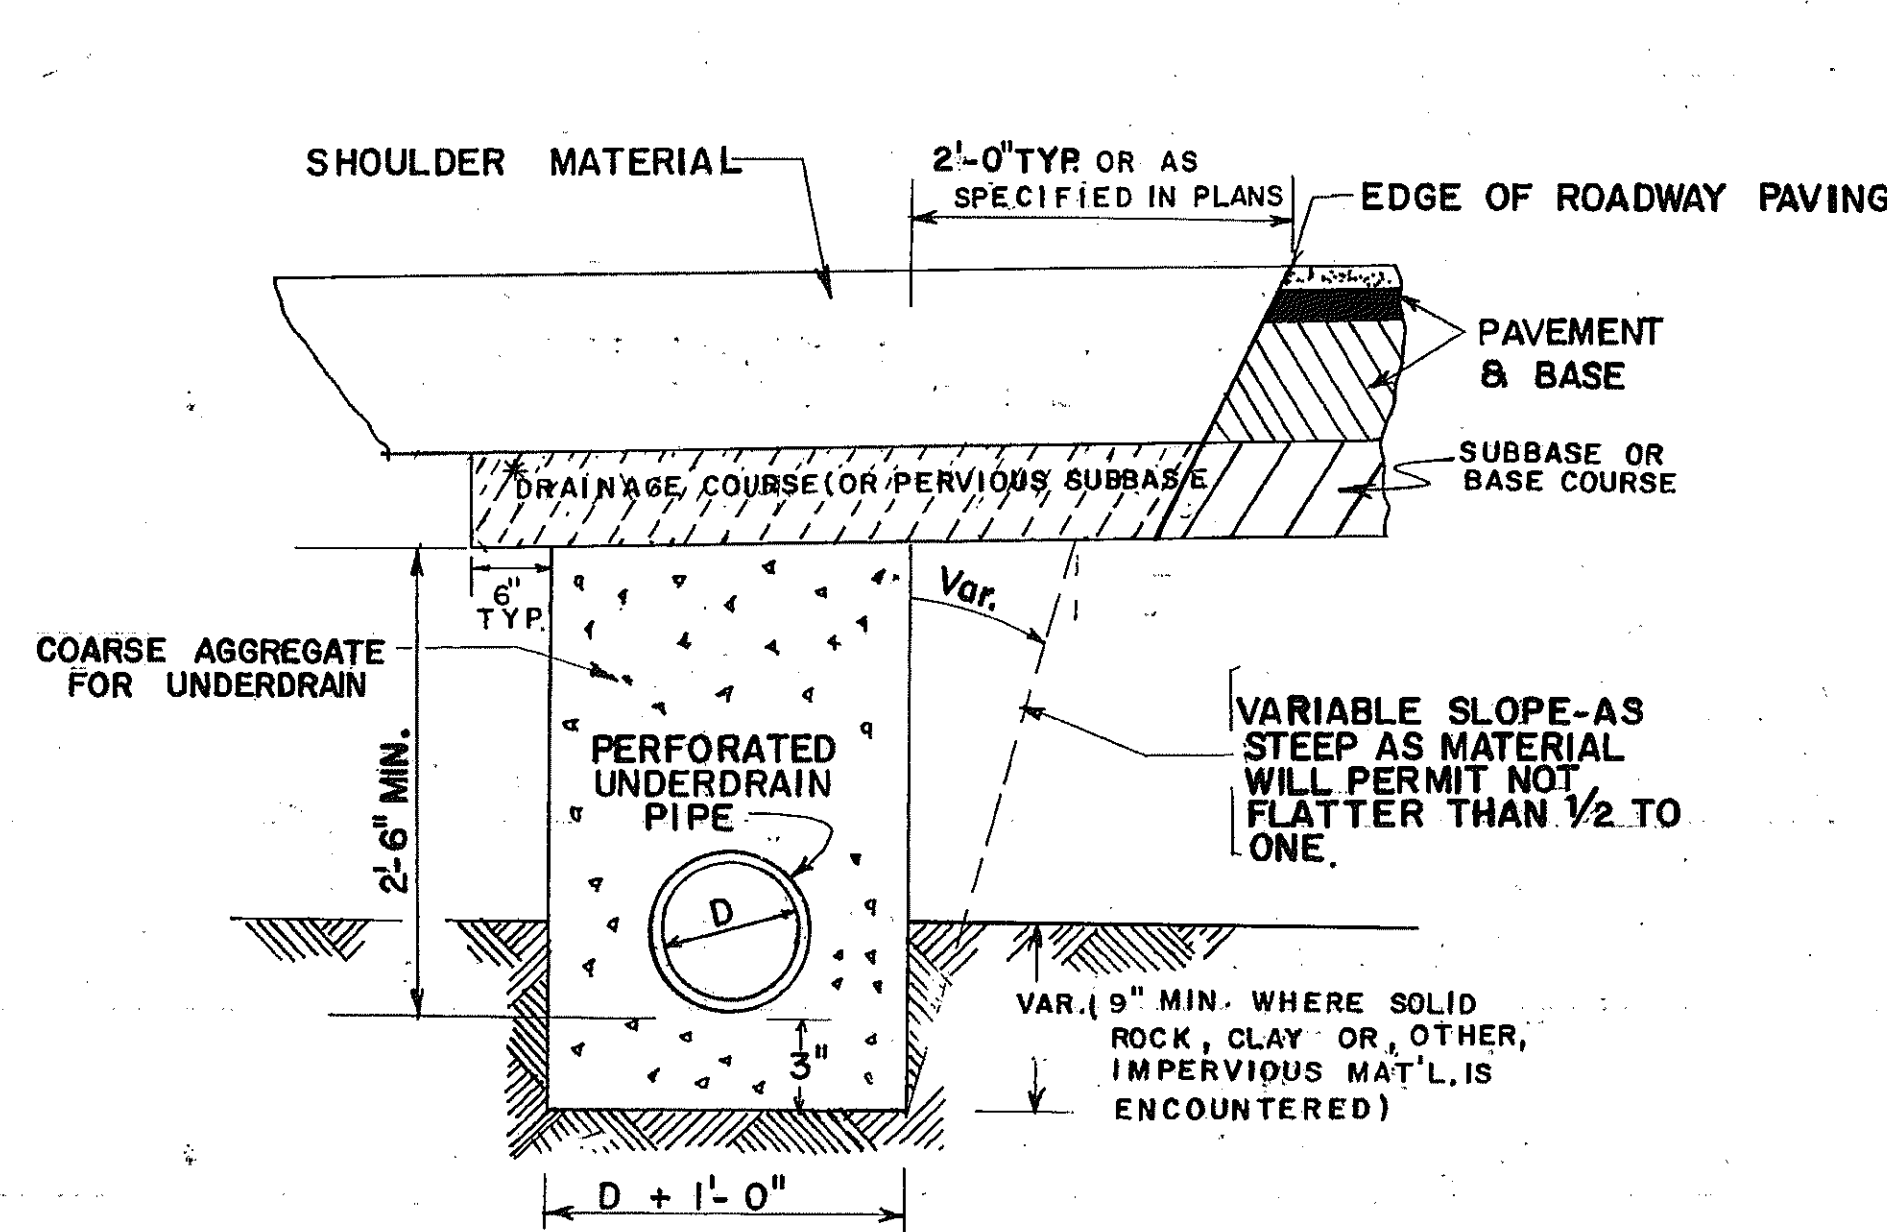 SHOULDER MATERIAL
2'-0" TYP. OR AS
SPECIFIED IN PLANS
EDGE OF ROADWAY PAVING
PAVEMENT
& BASE
SUBBASE OR
BASE COURSE
* DRAINAGE COURSE (OR PERVIOUS SUBBASE
6"
TYP.
Var.
COARSE AGGREGATE
FOR UNDERDRAIN
2'-6" MIN.
PERFORATED
UNDERDRAIN
PIPE
D
VARIABLE SLOPE-AS
STEEP AS MATERIAL
WILL PERMIT NOT
FLATTER THAN 1/2 TO
ONE.
VAR. (9" MIN. WHERE SOLID
ROCK, CLAY OR, OTHER,
IMPERVIOUS MAT'L. IS
ENCOUNTERED)
3"
D + 1'-0"